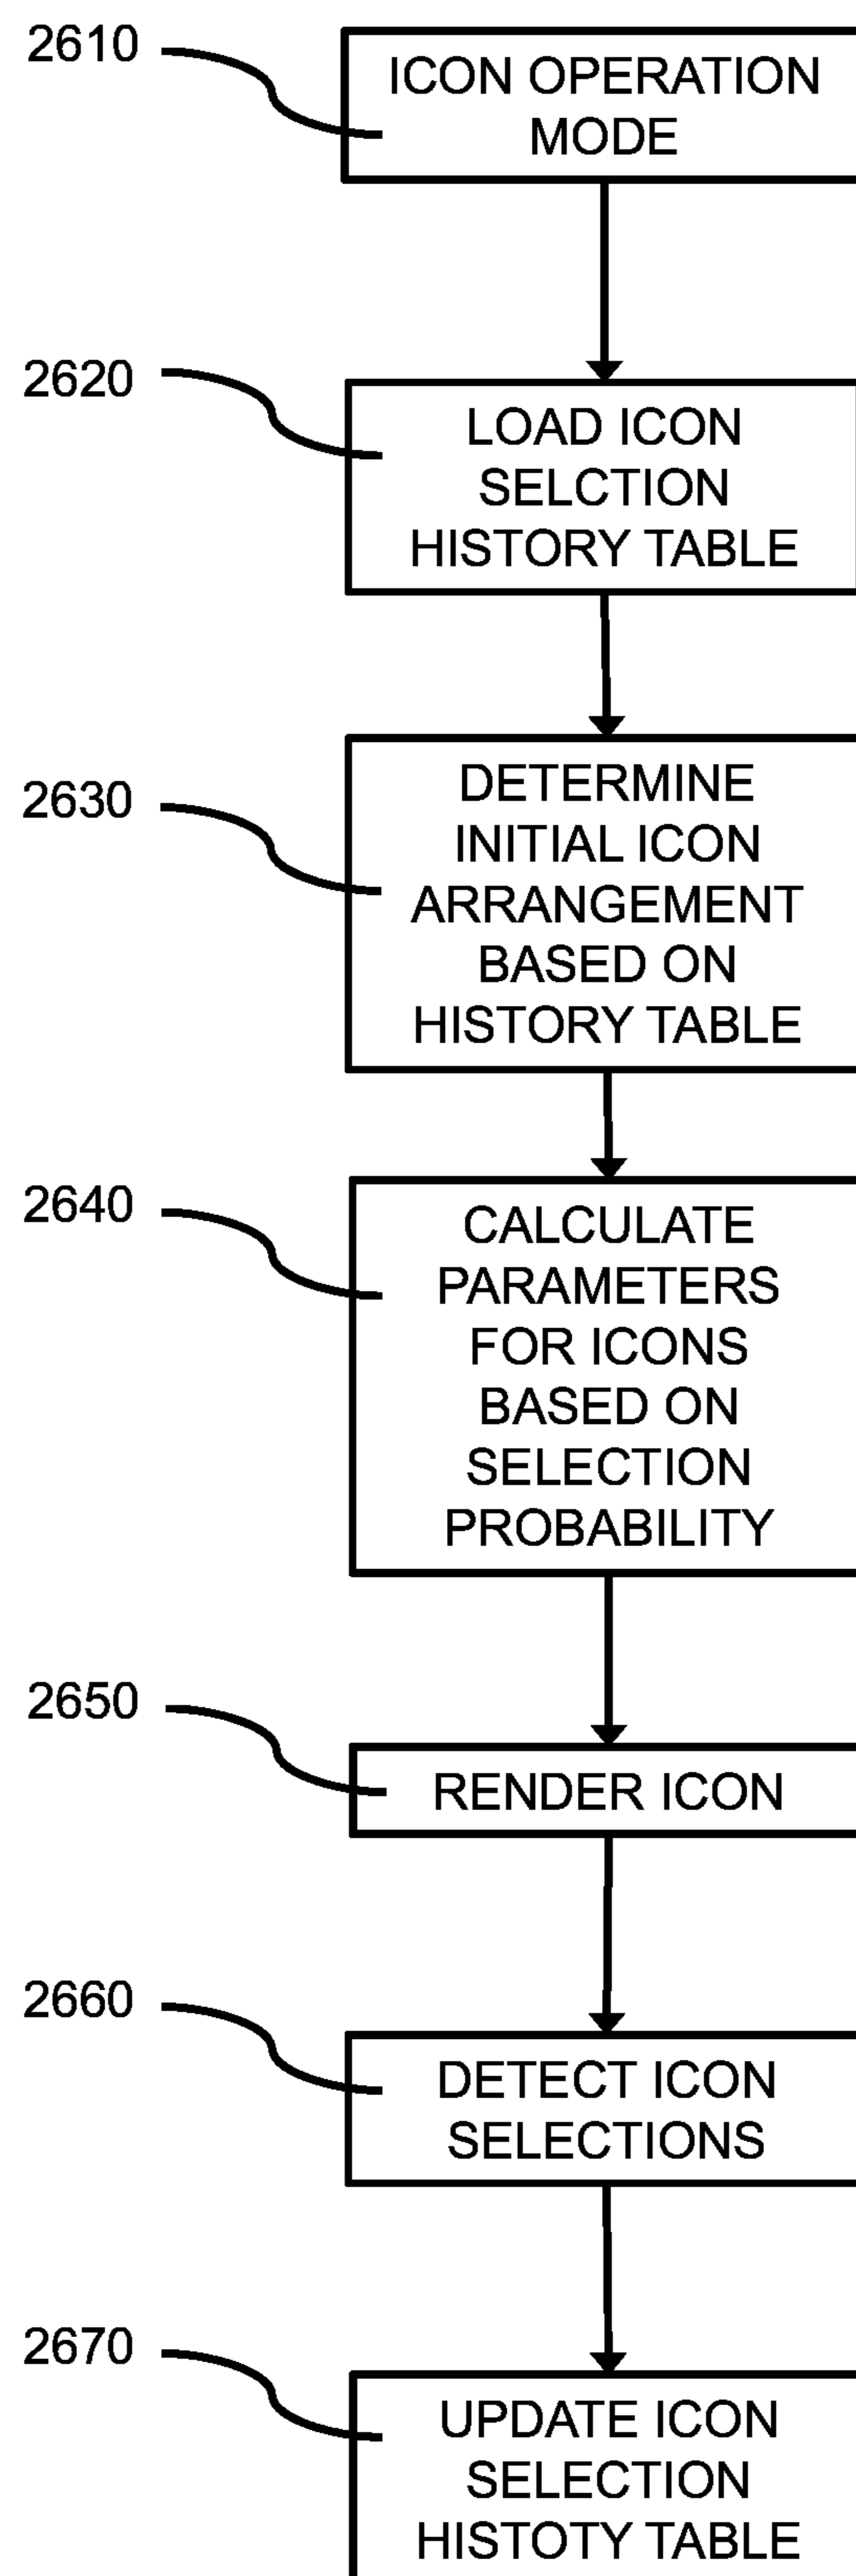 2610
ICON OPERATION
MODE
2620
LOAD ICON
SELCTION
HISTORY TABLE
2630
DETERMINE
INITIAL ICON
ARRANGEMENT
BASED ON
HISTORY TABLE
2640
CALCULATE
PARAMETERS
FOR ICONS
BASED ON
SELECTION
PROBABILITY
2650
RENDER ICON
2660
DETECT ICON
SELECTIONS
2670
UPDATE ICON
SELECTION
HISTOTY TABLE